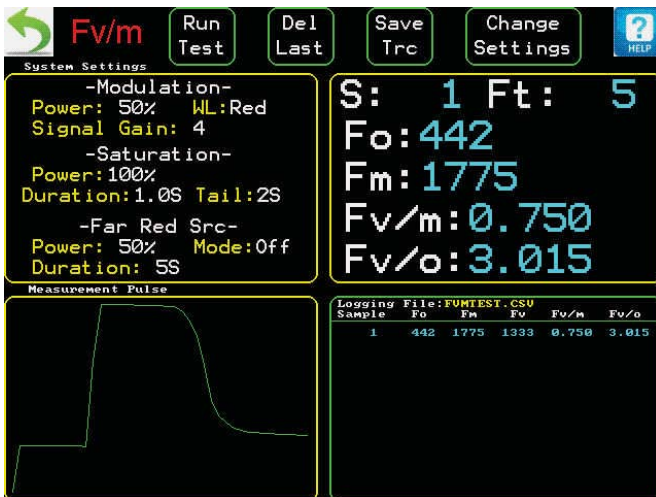 Fv/m
Run Test
Del Last
Save Trc
Change Settings
?
HELP
System Settings
-Modulation-
Power: 50% WL:Red
Signal Gain: 4
-Saturation-
Power:100%
Duration:1.0S Tail:2S
-Far Red Src-
Power: 50% Mode:Off
Duration: 5S
S: 1 Ft: 5
Fo:442
Fm:1775
Fv/m:0.750
Fv/o:3.015
Measurement Pulse
Logging File:FVMTEST.CSV
Sample Fo Fm Fv Fv/m Fv/o
1 442 1775 1333 0.750 3.015